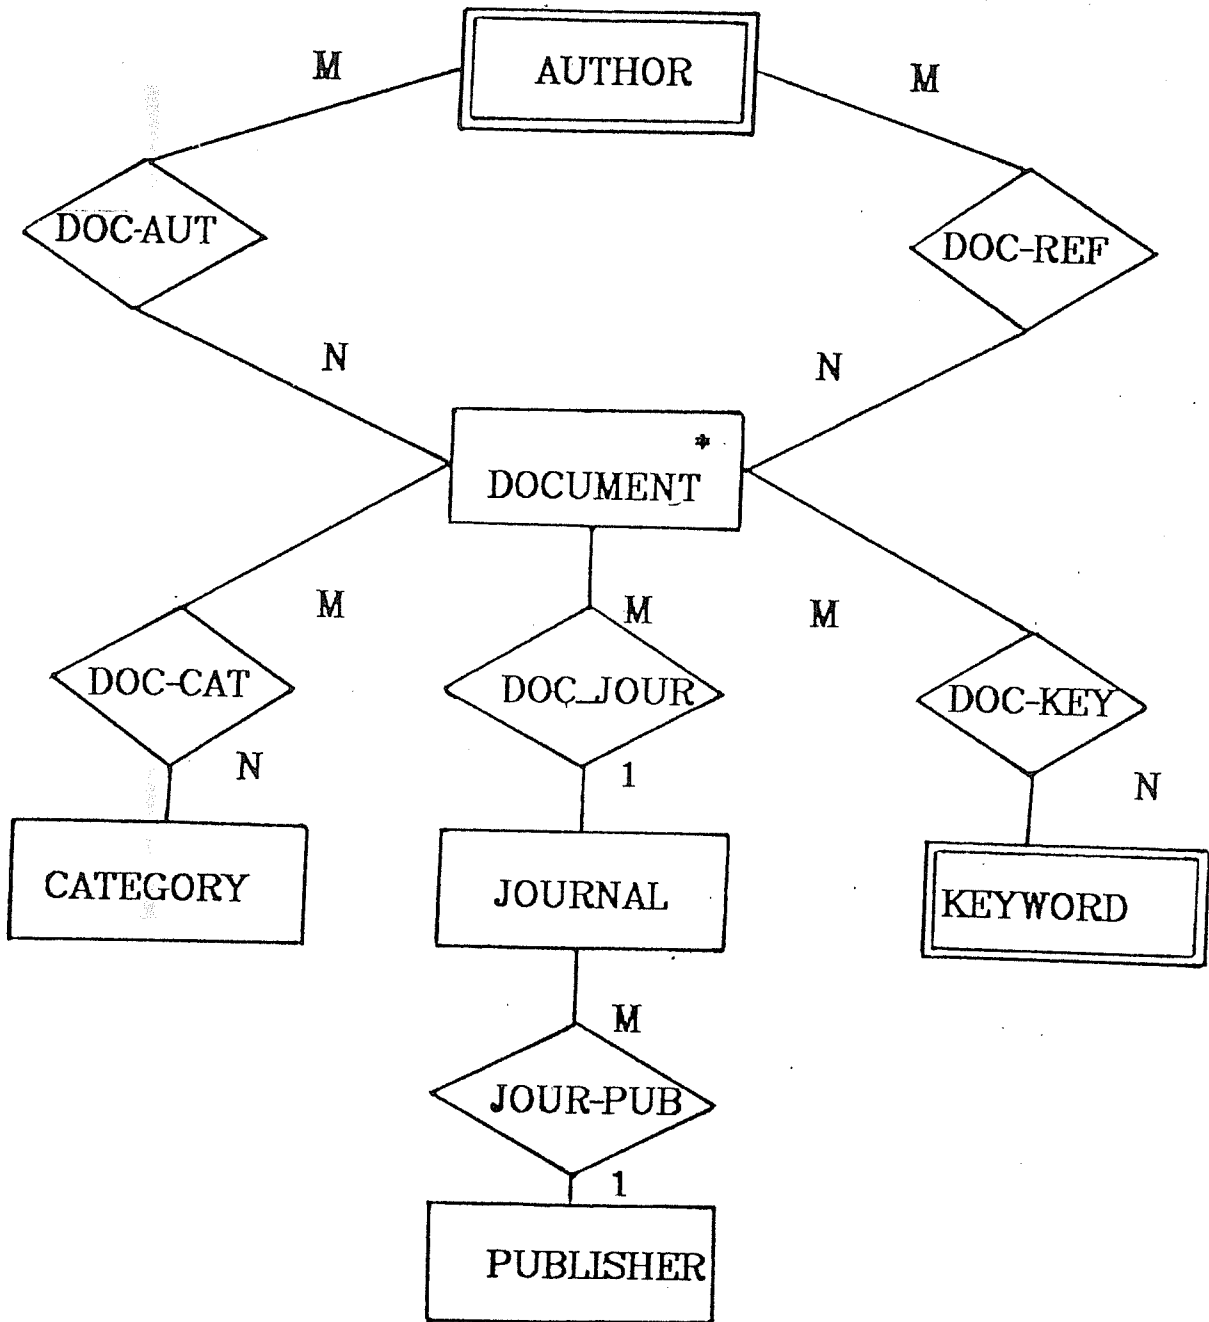 AUTHOR
M
M
DOC-AUT
DOC-REF
N
N
*
DOCUMENT
M
M
M
DOC-CAT
DOC_JOUR
DOC-KEY
N
1
N
CATEGORY
JOURNAL
KEYWORD
M
JOUR-PUB
1
PUBLISHER